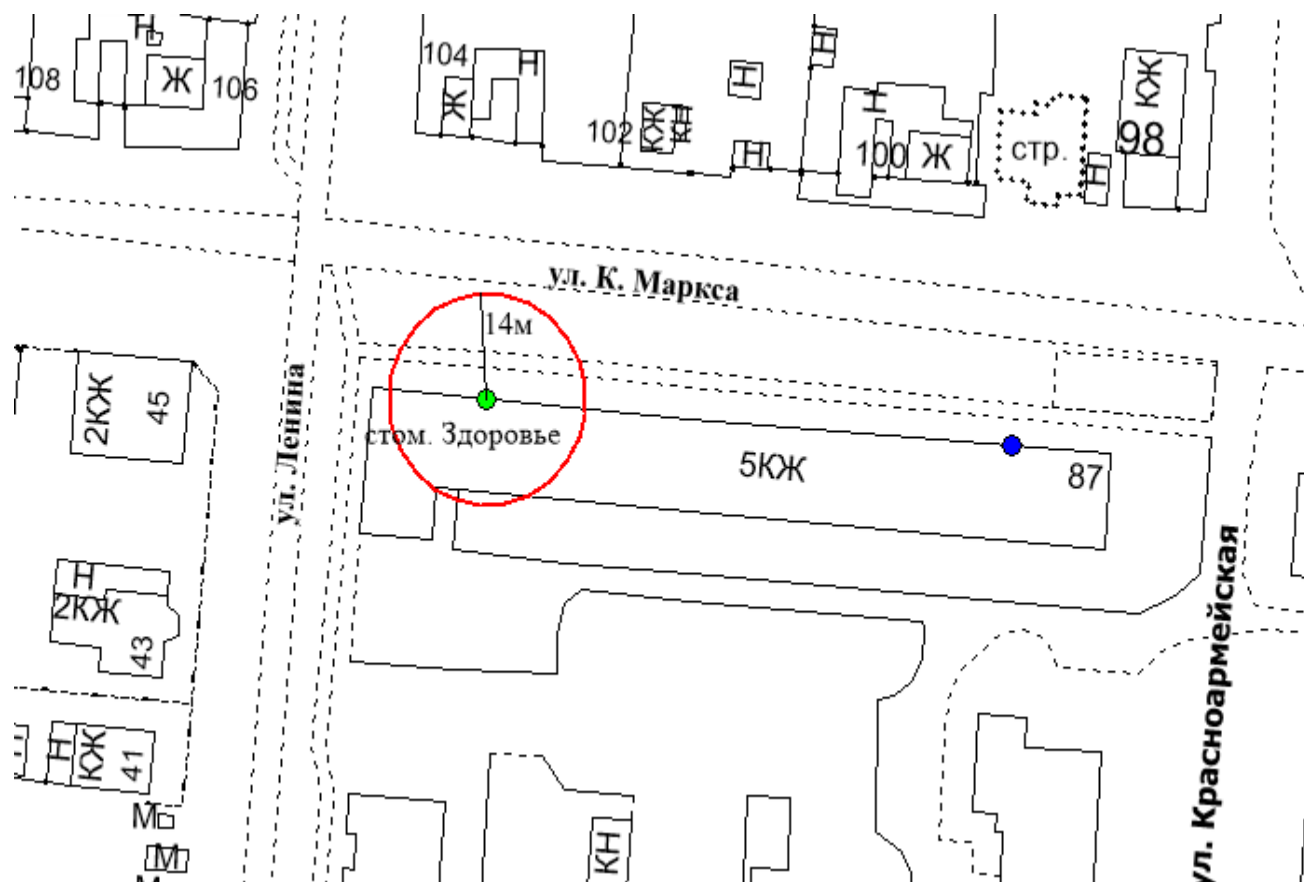 Н
104
Н
Н
КЖ
108
Ж
106
Ж
Н
102
КЖ
КН
Н
Н
100
Ж
стр.
98
Н
ул. К. Маркса
14м
2КЖ
45
ул. Ленина
стом. Здоровье
5КЖ
87
Н
2КЖ
43
ул. Красноармейская
Н
КЖ
41
М
М
КН